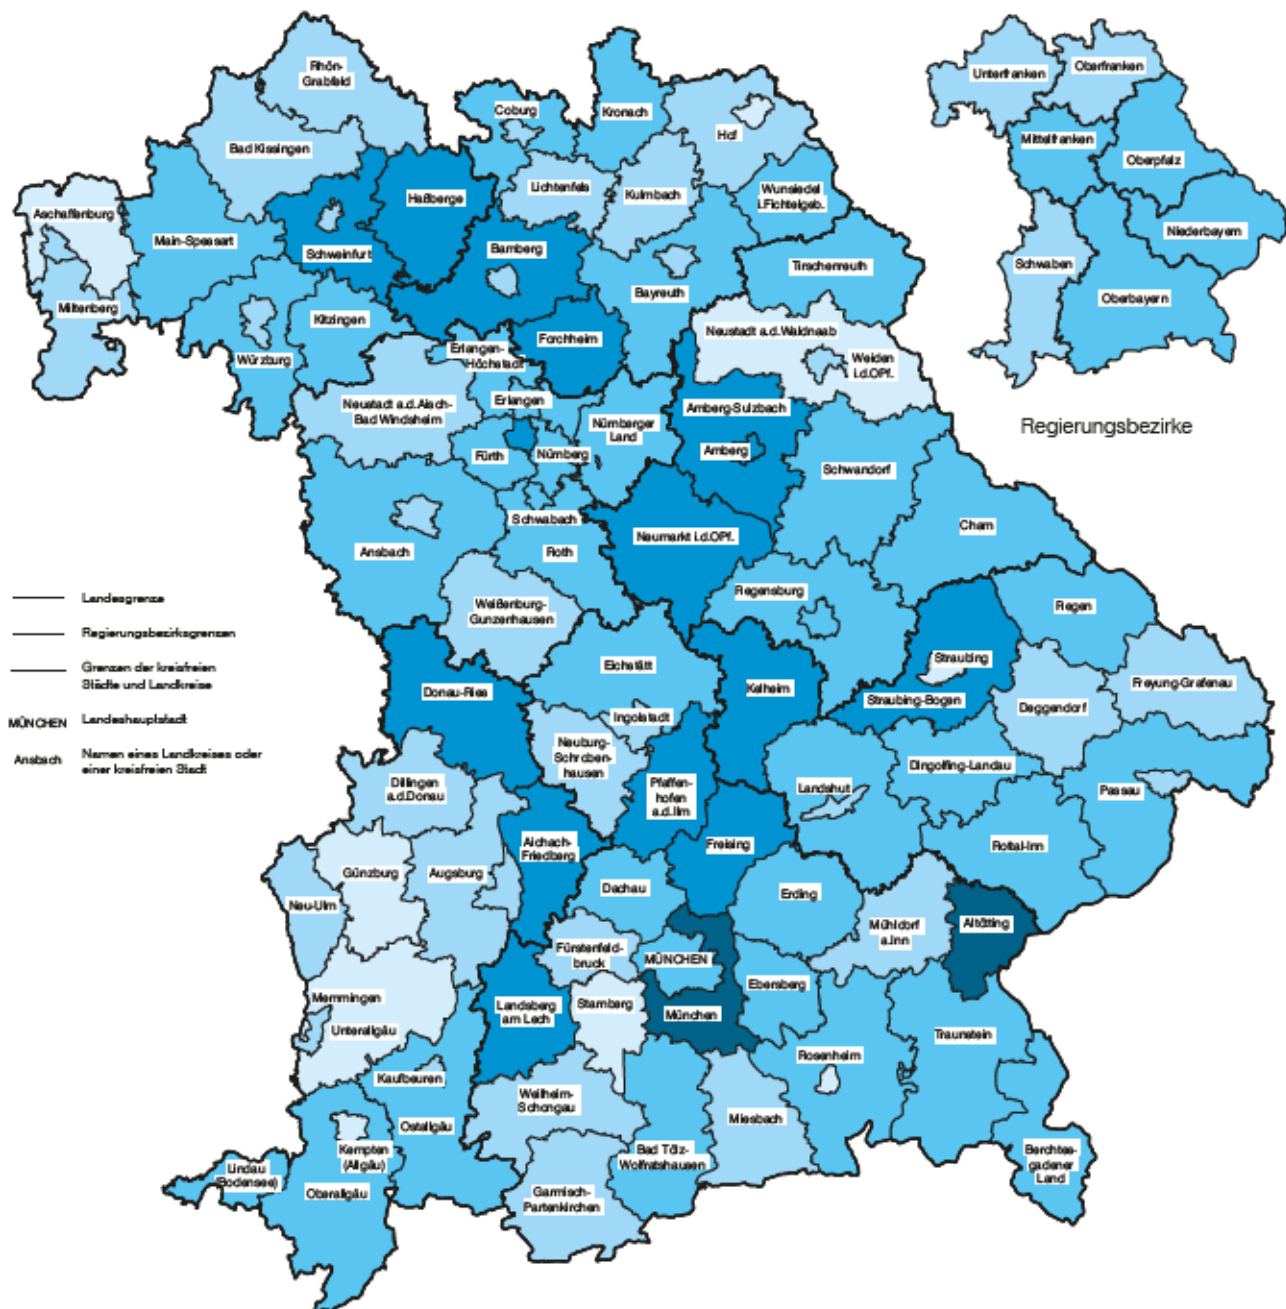 Rhön-
Grabfeld
Coburg
Kronach
Hof
Bad Kissingen
Lichtenfels
Kulmbach
Wunsiedel
i.Fichtelgeb.
Haßberge
Aschaffenburg
Main-Spessart
Schweinfurt
Bamberg
Tirschenreuth
Bayreuth
Miltenberg
Kitzingen
Würzburg
Forchheim
Neustadt a.d.Waldnaab
Erlangen-
Höchstadt
Weiden
i.d.OPf.
Neustadt a.d.Aisch-
Bad Windsheim
Erlangen
Nürnberger
Land
Amberg-Sulzbach
Amberg
Fürth
Nürnberg
Schwandorf
Schwabach
Roth
Ansbach
Neumarkt i.d.OPf.
Cham
Regensburg
Regen
Weißenburg-
Gunzenhausen
Eichstätt
Straubing
Freyung-Grafenau
Donau-Ries
Kelheim
Straubing-Bogen
Deggendorf
Ingolstadt
Neuburg-
Schroben-
hausen
Dingolfing-Landau
Dillingen
a.d.Donau
Pfaffen-
hofen
a.d.Ilm
Landshut
Passau
Aichach-
Friedberg
Freising
Rottal-Inn
Günzburg
Augsburg
Dachau
Erding
Neu-Ulm
Mühldorf
a.Inn
Altötting
Fürstenfeld-
bruck
MÜNCHEN
Ebersberg
Memmingen
Unterallgäu
Landsberg
am Lech
Starnberg
München
Traunstein
Rosenheim
Kaufbeuren
Weilheim-
Schongau
Miesbach
Ostallgäu
Kempten
(Allgäu)
Bad Tölz-
Wolfratshausen
Berchtes-
gadener
Land
Lindau
(Bodensee)
Oberallgäu
Garmisch-
Partenkirchen
Unterfranken
Oberfranken
Mittelfranken
Oberpfalz
Niederbayern
Schwaben
Oberbayern
Regierungsbezirke
Landesgrenze
Regierungsbezirksgrenzen
Grenzen der kreisfreien
Städte und Landkreise
MÜNCHEN Landeshauptstadt
Ansbach Namen eines Landkreises oder
einer kreisfreien Stadt